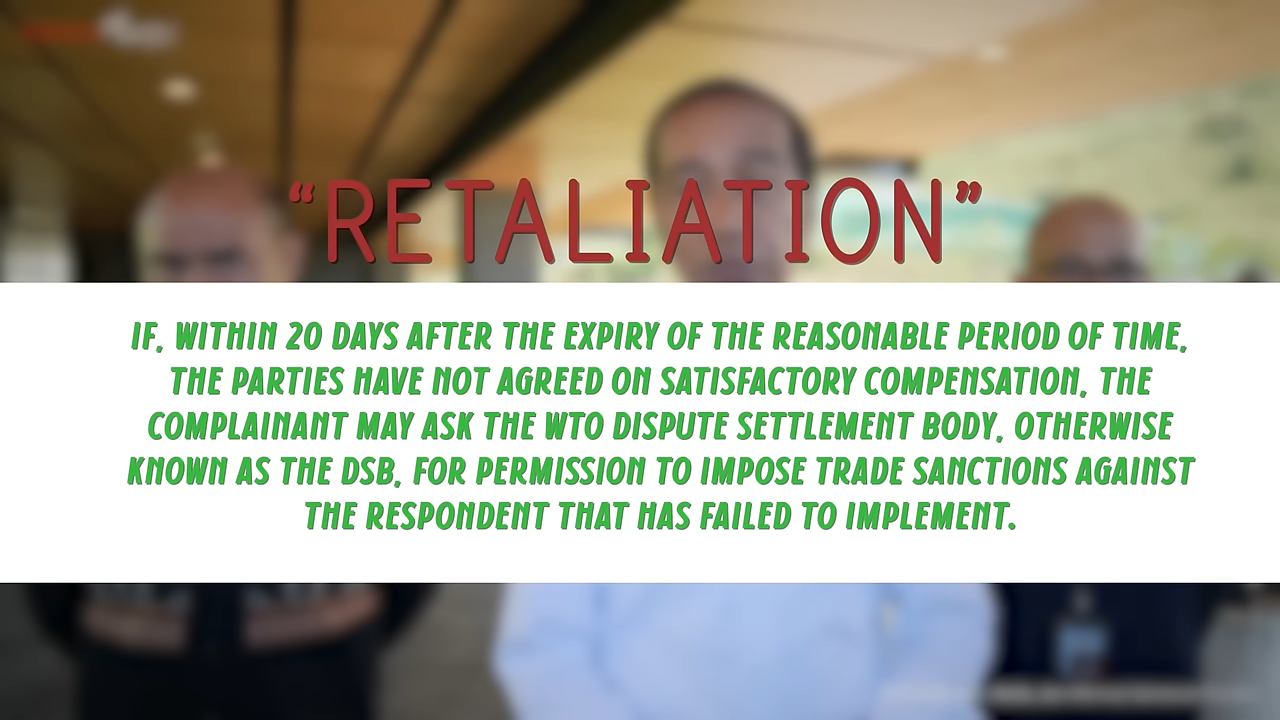 “RETALIATION”
IF, WITHIN 20 DAYS AFTER THE EXPIRY OF THE REASONABLE PERIOD OF TIME,
THE PARTIES HAVE NOT AGREED ON SATISFACTORY COMPENSATION, THE
COMPLAINANT MAY ASK THE WTO DISPUTE SETTLEMENT BODY, OTHERWISE
KNOWN AS THE DSB, FOR PERMISSION TO IMPOSE TRADE SANCTIONS AGAINST
THE RESPONDENT THAT HAS FAILED TO IMPLEMENT.